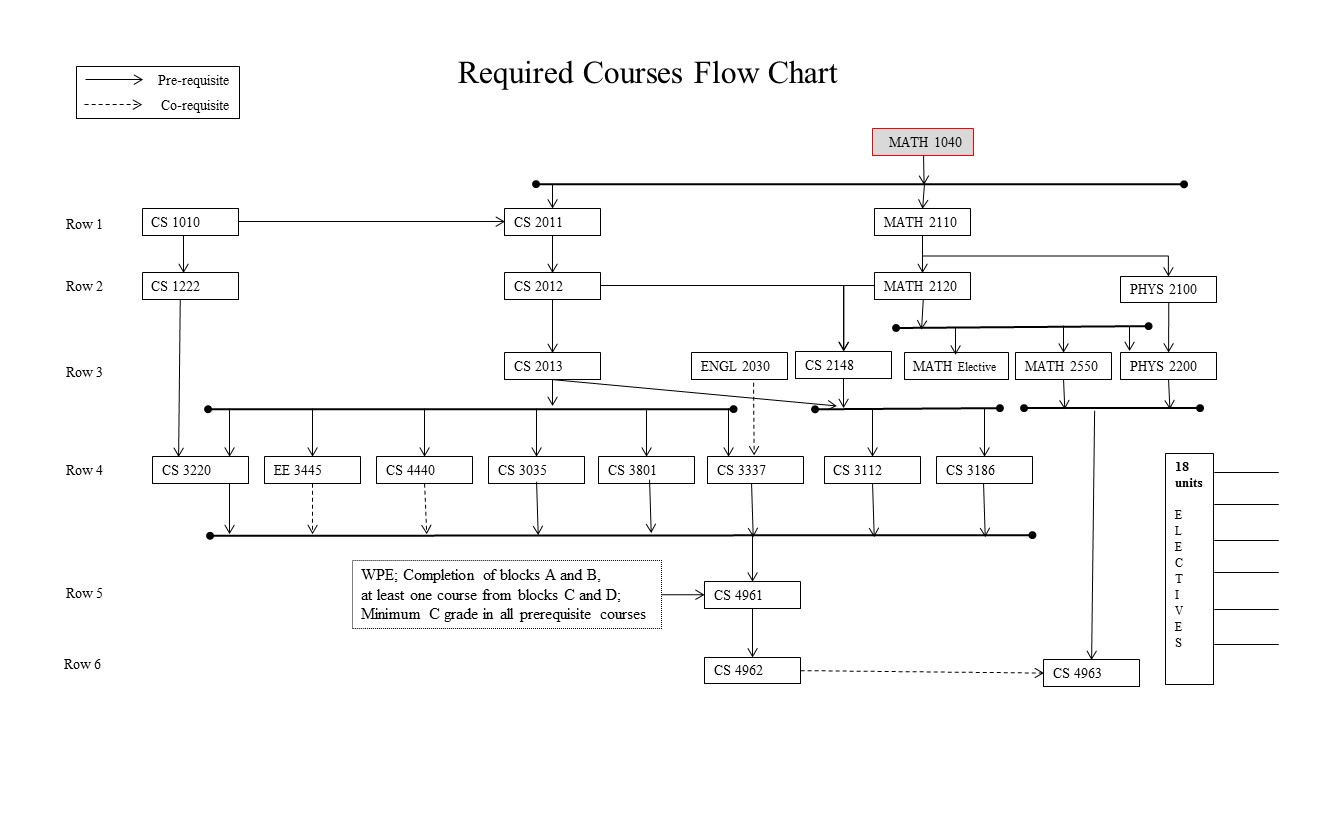 Required Courses Flow Chart
Pre-requisite
Co-requisite
MATH 1040
Row 1
CS 1010
CS 2011
MATH 2110
Row 2
CS 1222
CS 2012
MATH 2120
PHYS 2100
Row 3
CS 2013
ENGL 2030
CS 2148
MATH Elective
MATH 2550
PHYS 2200
Row 4
CS 3220
EE 3445
CS 4440
CS 3035
CS 3801
CS 3337
CS 3112
CS 3186
18
units
E
L
E
C
T
I
V
E
S
Row 5
WPE; Completion of blocks A and B,
at least one course from blocks C and D;
Minimum C grade in all prerequisite courses
CS 4961
Row 6
CS 4962
CS 4963